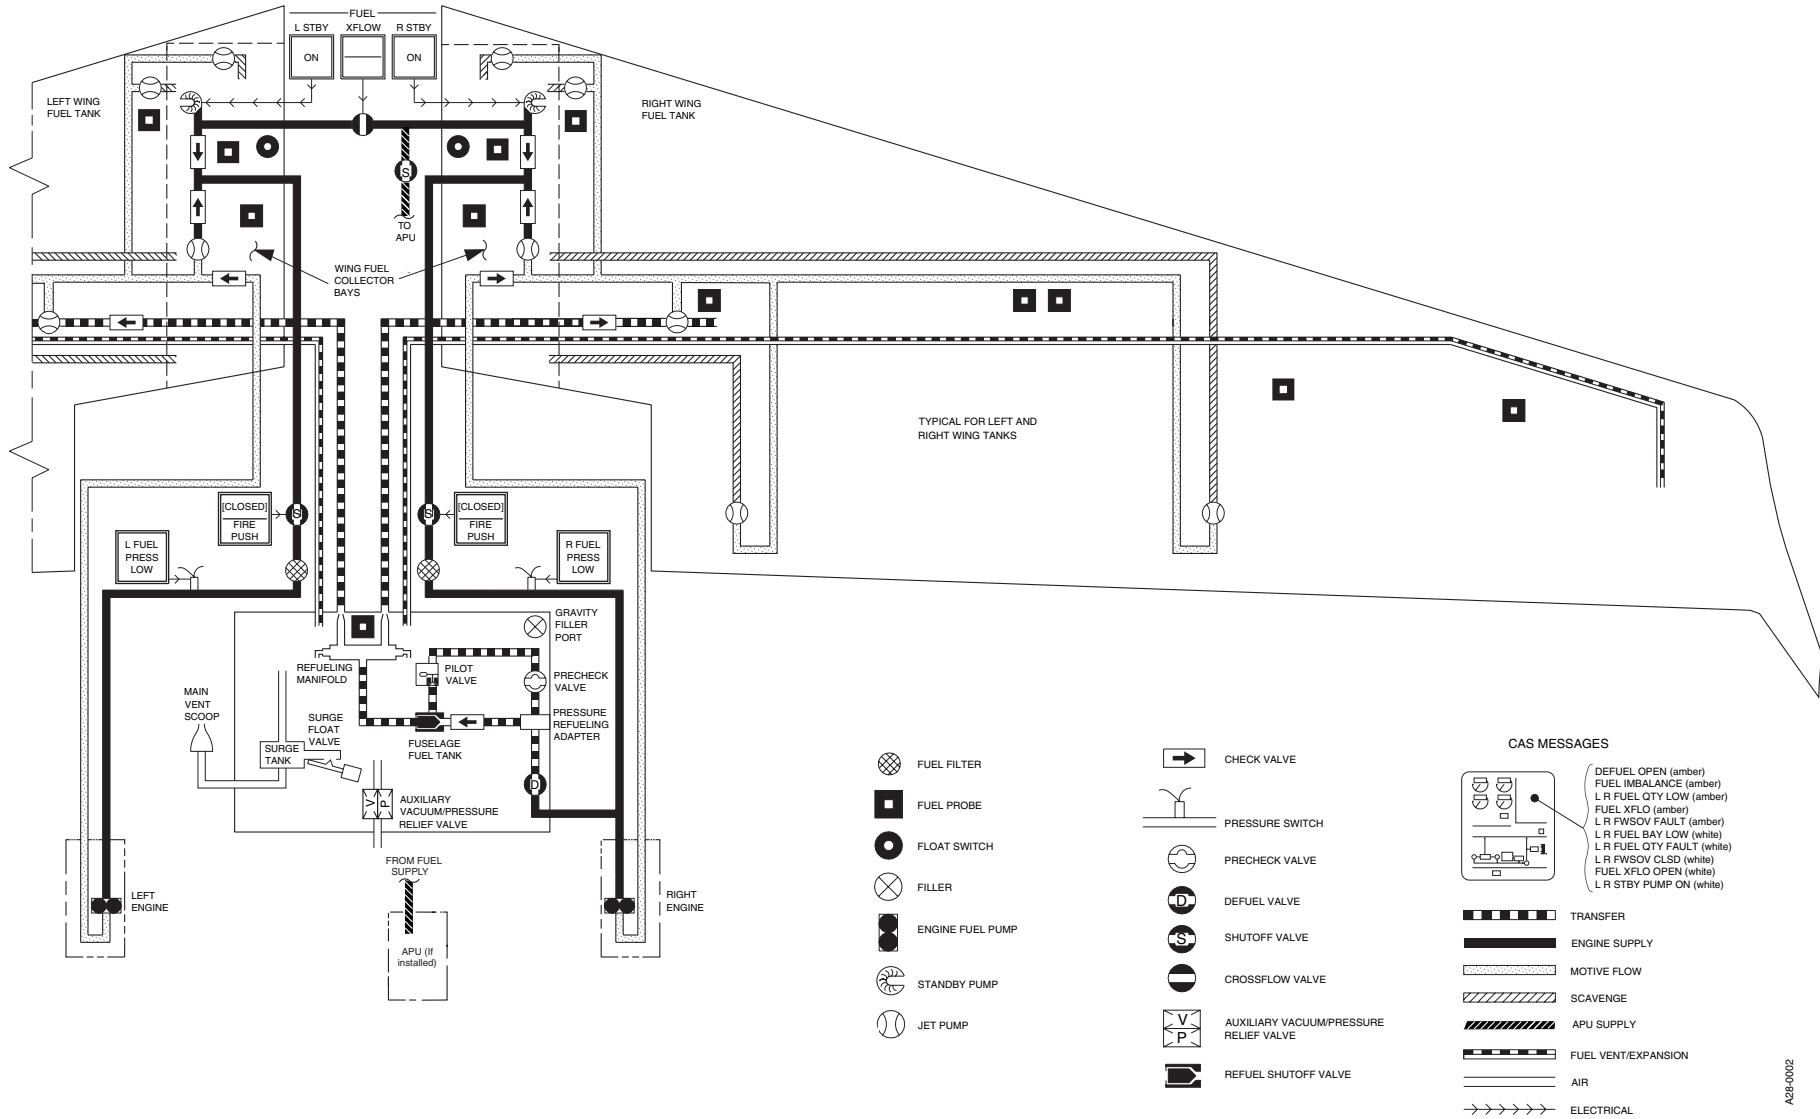 FUEL
L STBY
XFLOW
R STBY
ON
ON
LEFT WING
FUEL TANK
RIGHT WING
FUEL TANK
S
TO
APU
WING FUEL
COLLECTOR
BAYS
TYPICAL FOR LEFT AND
RIGHT WING TANKS
[CLOSED]
FIRE
PUSH
S
S
[CLOSED]
FIRE
PUSH
L FUEL
PRESS
LOW
R FUEL
PRESS
LOW
GRAVITY
FILLER
PORT
REFUELING
MANIFOLD
PILOT
VALVE
PRECHECK
VALVE
MAIN
VENT
SCOOP
SURGE
FLOAT
VALVE
PRESSURE
REFUELING
ADAPTER
SURGE
TANK
FUSELAGE
FUEL TANK
D
V
P
AUXILIARY
VACUUM/PRESSURE
RELIEF VALVE
FROM FUEL
SUPPLY
LEFT
ENGINE
RIGHT
ENGINE
APU (If
installed)
FUEL FILTER
FUEL PROBE
FLOAT SWITCH
FILLER
ENGINE FUEL PUMP
STANDBY PUMP
JET PUMP
CHECK VALVE
PRESSURE SWITCH
PRECHECK VALVE
D
DEFUEL VALVE
S
SHUTOFF VALVE
CROSSFLOW VALVE
V
P
AUXILIARY VACUUM/PRESSURE
RELIEF VALVE
REFUEL SHUTOFF VALVE
CAS MESSAGES
DEFUEL OPEN (amber)
FUEL IMBALANCE (amber)
L R FUEL QTY LOW (amber)
FUEL XFLO (amber)
L R FWSOV FAULT (amber)
L R FUEL BAY LOW (white)
L R FUEL QTY FAULT (white)
L R FWSOV CLSD (white)
FUEL XFLO OPEN (white)
L R STBY PUMP ON (white)
TRANSFER
ENGINE SUPPLY
MOTIVE FLOW
SCAVENGE
APU SUPPLY
FUEL VENT/EXPANSION
AIR
ELECTRICAL
A28-0002